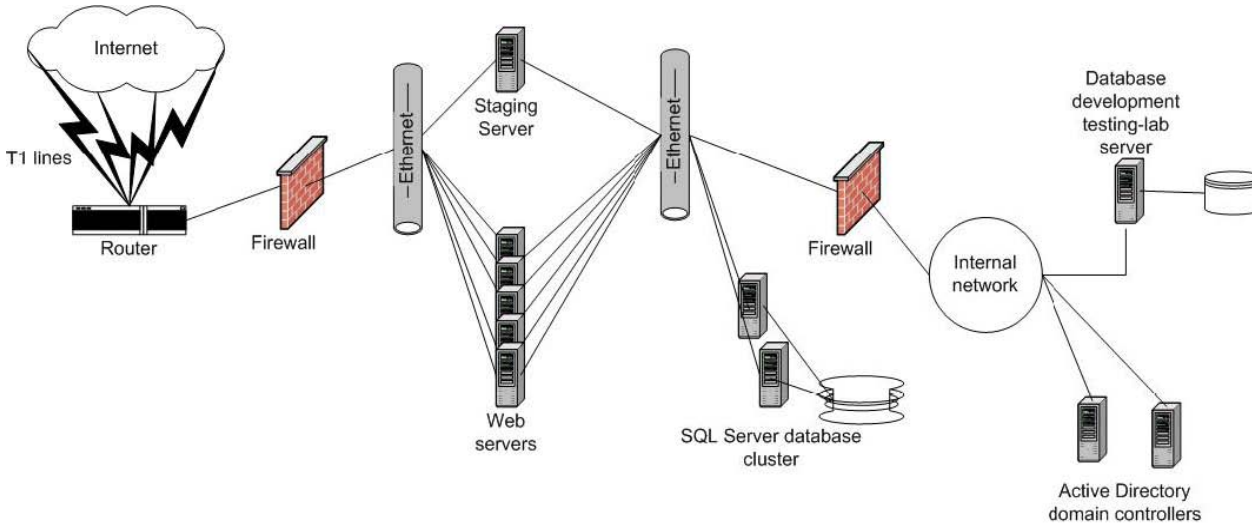 Internet
T1 lines
Router
Firewall
Ethernet
Staging
Server
Web
servers
Ethernet
SQL Server database
cluster
Firewall
Internal
network
Database
development
testing-lab
server
Active Directory
domain controllers